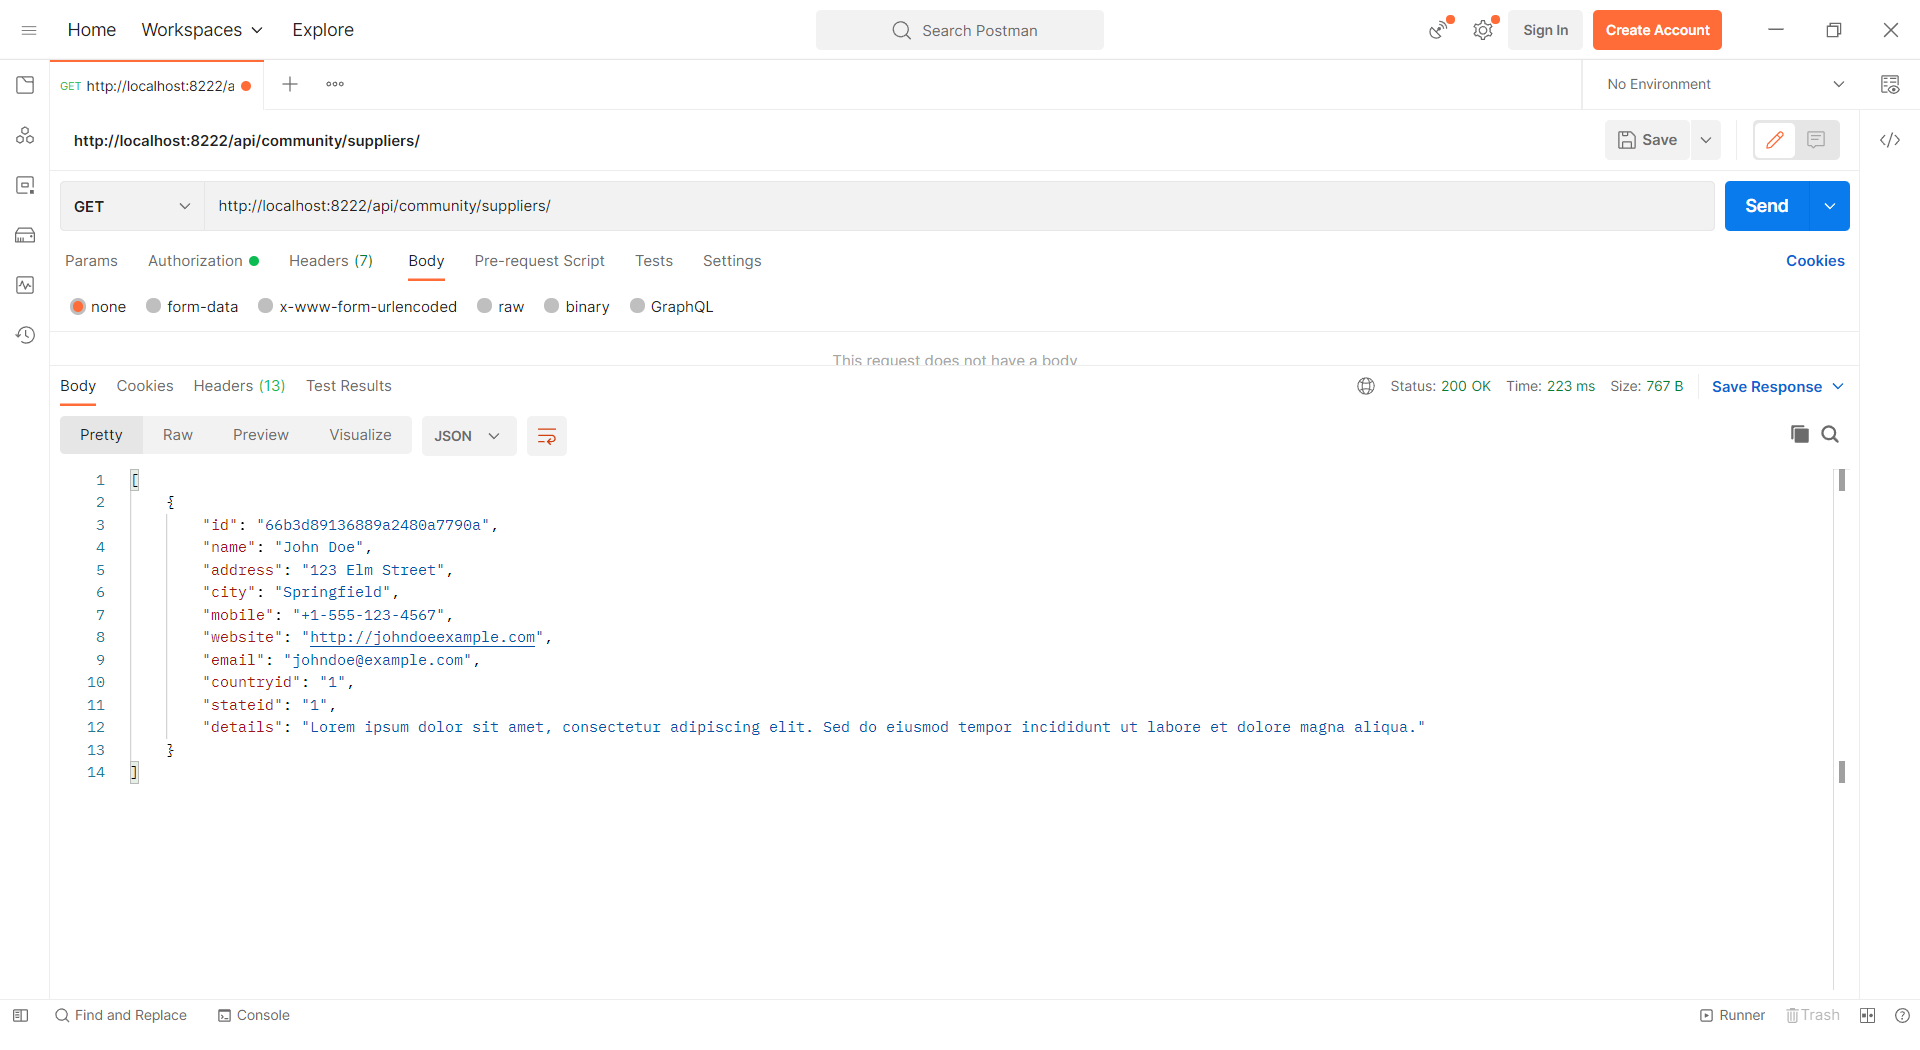 Home Workspaces Explore Search Postman Sign In Create Account
GET http://localhost:8222/a No Environment
http://localhost:8222/api/community/suppliers/ Save
GET http://localhost:8222/api/community/suppliers/ Send
Params Authorization Headers (7) Body Pre-request Script Tests Settings Cookies
none form-data x-www-form-urlencoded raw binary GraphQL
This request does not have a body
Body Cookies Headers (13) Test Results Status: 200 OK Time: 223 ms Size: 767 B Save Response
Pretty Raw Preview Visualize JSON
1 [
2 {
3 "id": "66b3d89136889a2480a7790a",
4 "name": "John Doe",
5 "address": "123 Elm Street",
6 "city": "Springfield",
7 "mobile": "+1-555-123-4567",
8 "website": "http://johndoeexample.com",
9 "email": "johndoe@example.com",
10 "countryid": "1",
11 "stateid": "1",
12 "details": "Lorem ipsum dolor sit amet, consectetur adipiscing elit. Sed do eiusmod tempor incididunt ut labore et dolore magna aliqua."
13 }
14 ]
Find and Replace Console Runner Trash